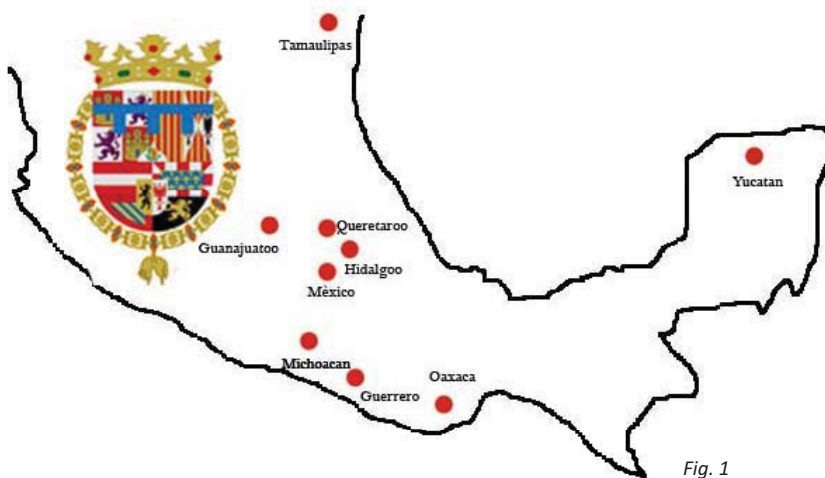 Tamaulipas
Yucatan
Queretaroo
Guanajuatoo
Hidalgoo
Mèxico
Michoacan
Oaxaca
Guerrero
Fig. 1